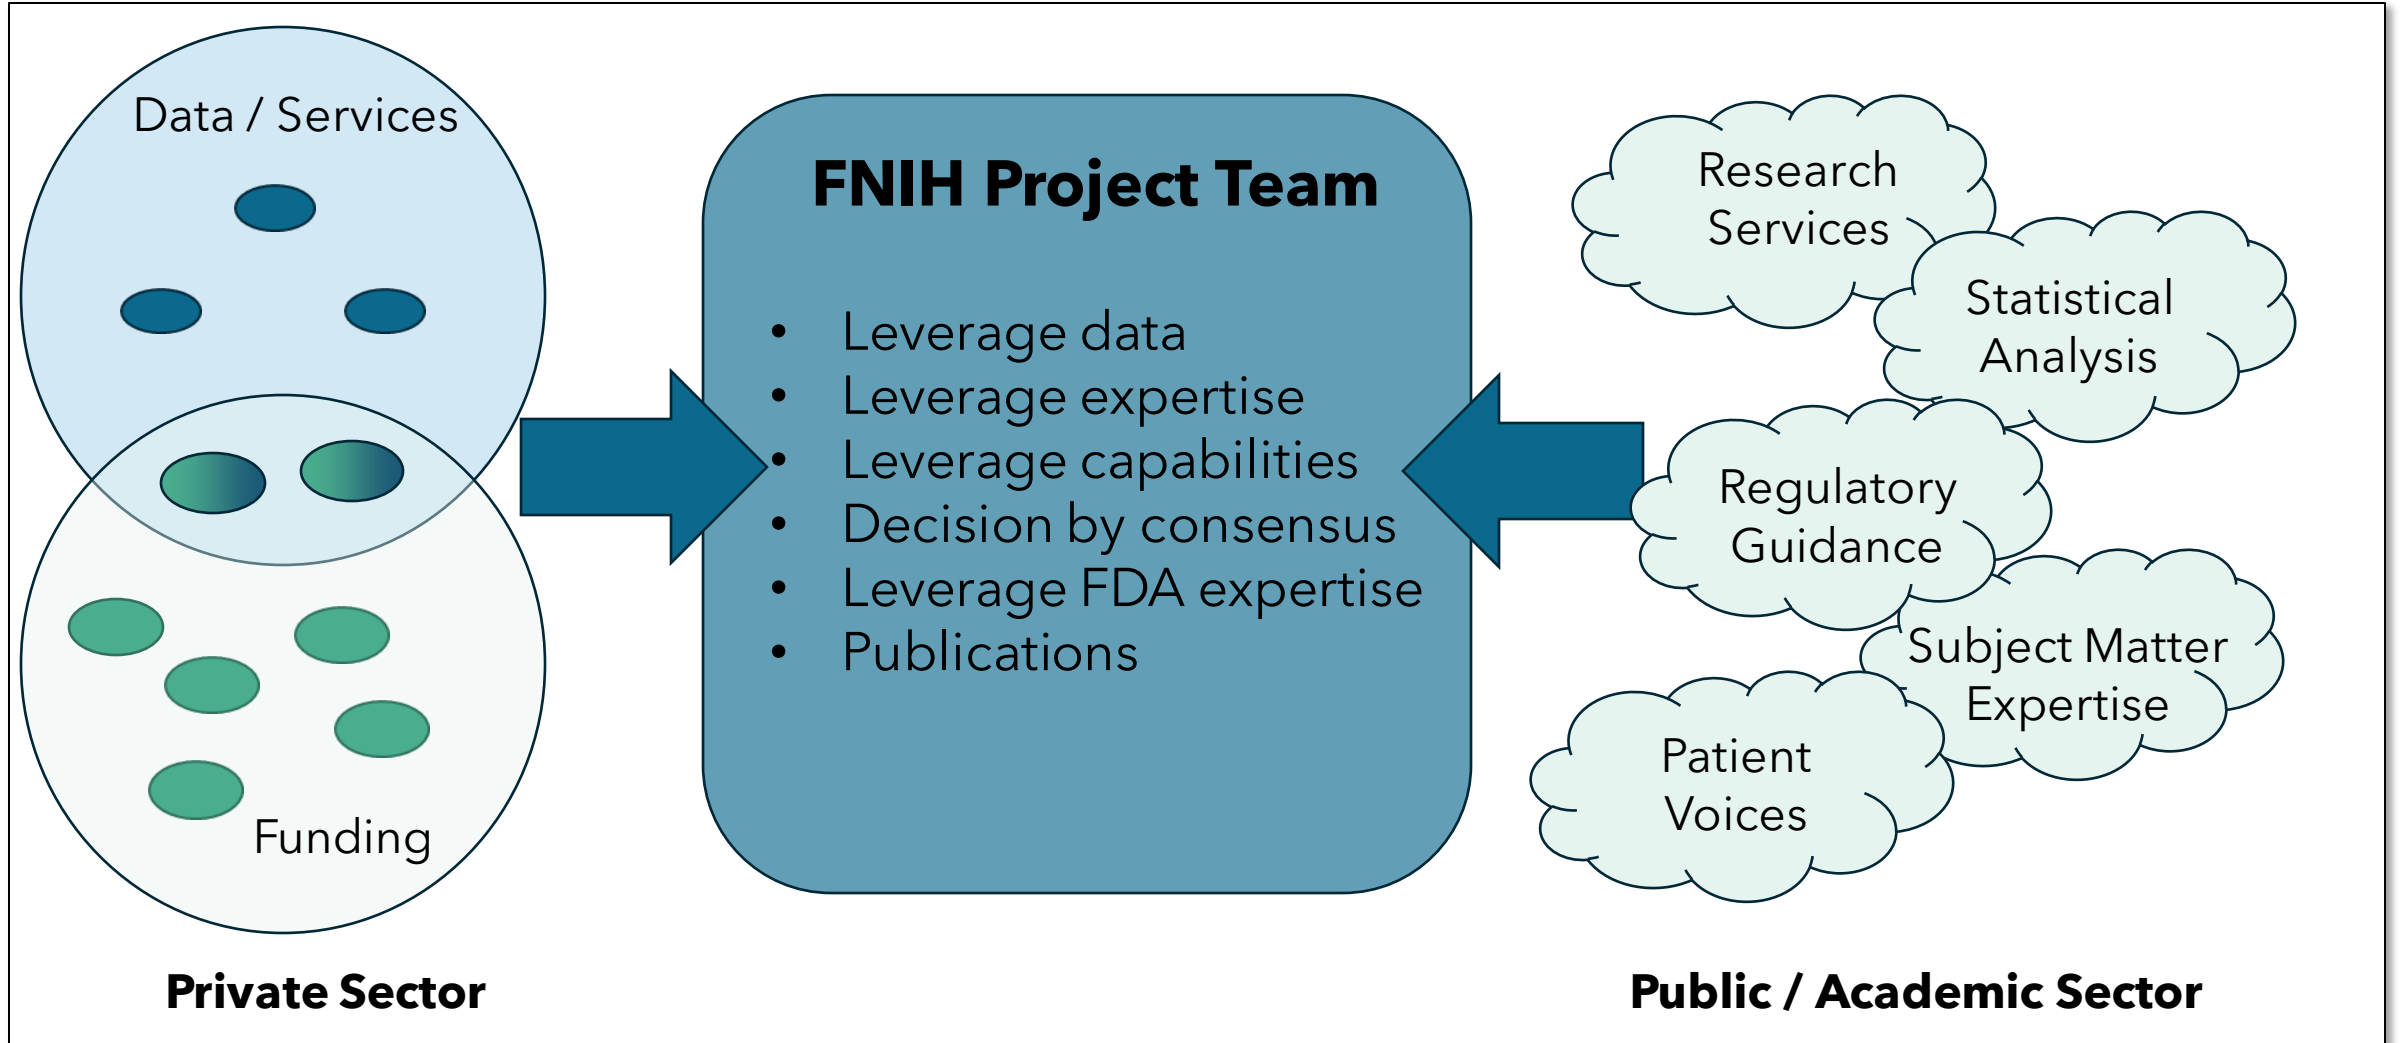 Data / Services
Funding
Private Sector
FNIH Project Team
• Leverage data
• Leverage expertise
• Leverage capabilities
• Decision by consensus
• Leverage FDA expertise
• Publications
Research
Services
Statistical
Analysis
Regulatory
Guidance
Subject Matter
Expertise
Patient
Voices
Public / Academic Sector